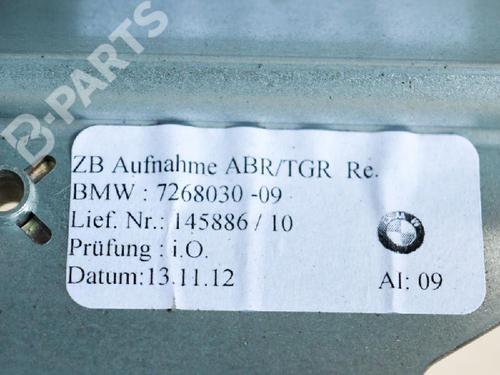 B-PARTS
ZB Aufnahme ABR/TGR Re.
BMW : 7268030 -09
Lief. Nr.: 145886 / 10
Prüfung : i.O.
Datum:13.11.12
BMW
AI: 09